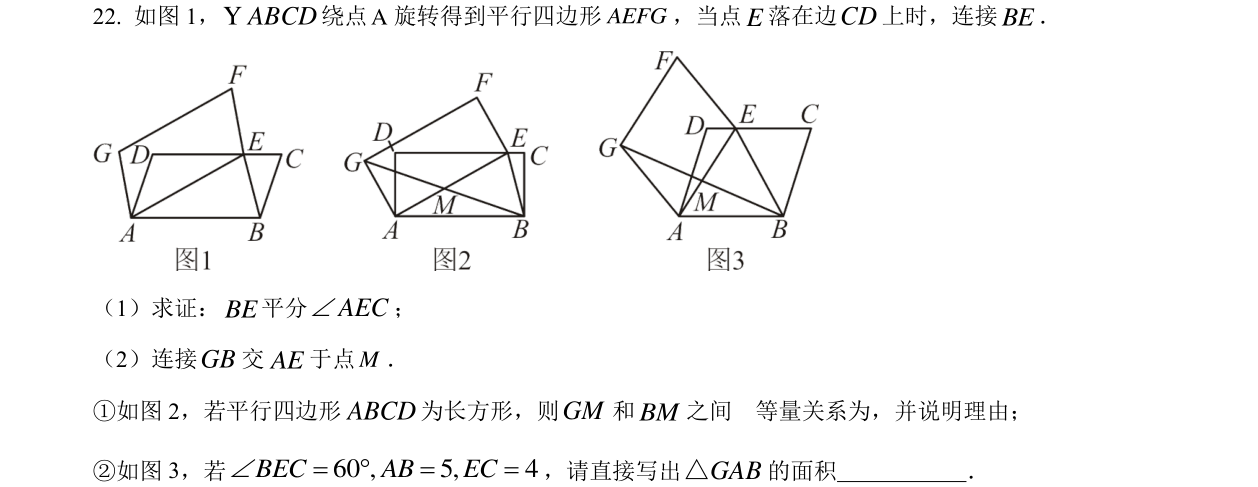 22. 如图 1，Y ABCD 绕点 A 旋转得到平行四边形 AEFG，当点 E 落在边 CD 上时，连接 BE．
F
G
D
E
C
A
B
图1
F
D
E
G
C
M
A
B
图2
F
D
E
C
G
M
A
B
图3
（1）求证：BE 平分∠AEC；
（2）连接 GB 交 AE 于点 M．
①如图 2，若平行四边形 ABCD 为长方形，则 GM 和 BM 之间 等量关系为，并说明理由；
②如图 3，若 ∠BEC = 60°, AB = 5, EC = 4，请直接写出 △GAB 的面积___________．